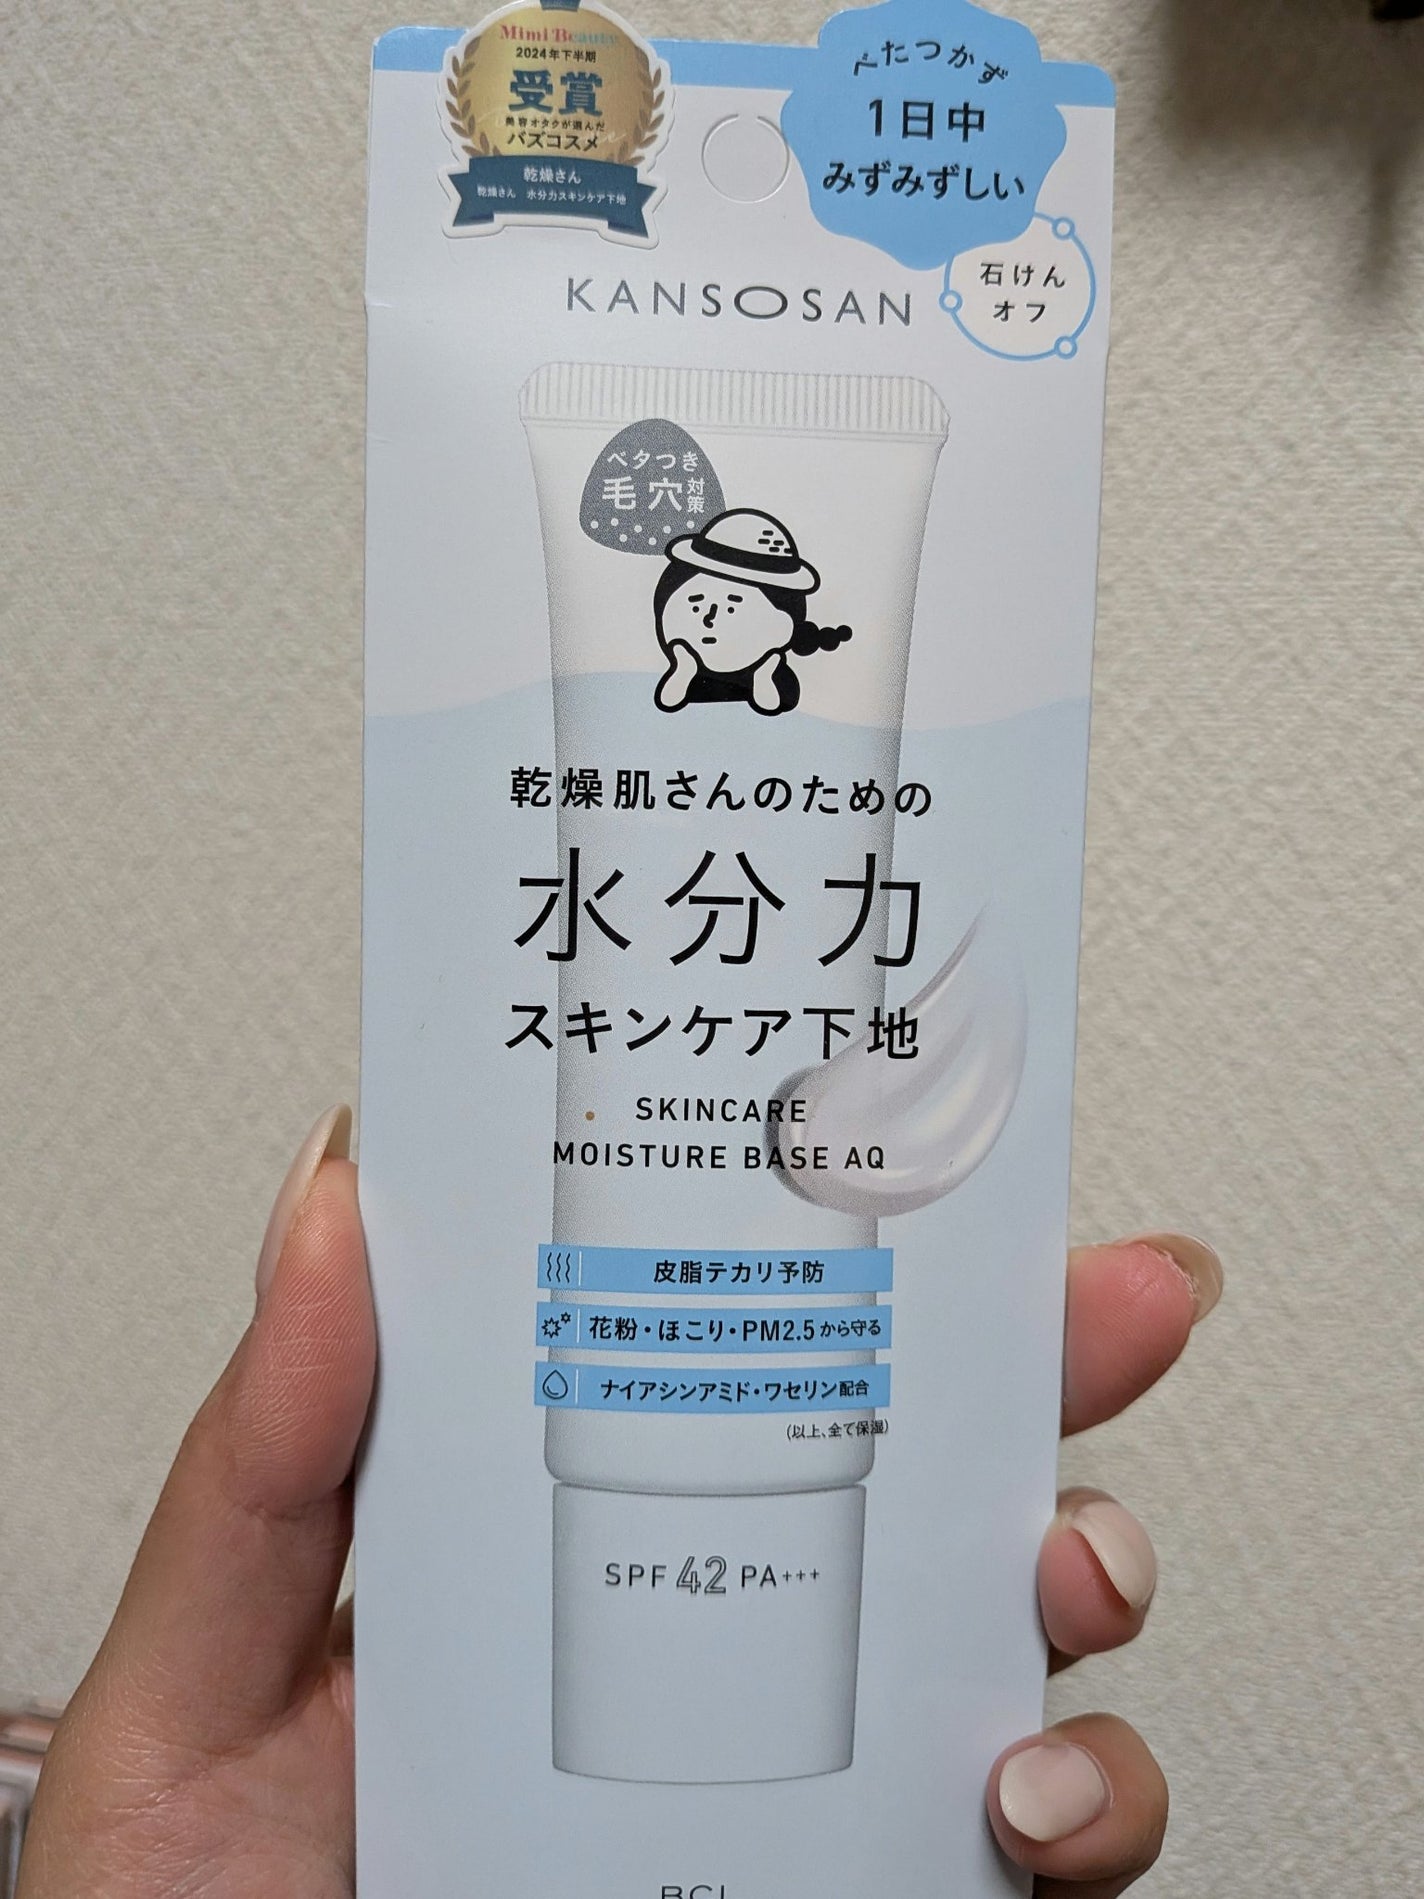 Mimi Beauty
2024年下半期
受賞
美容オタクが選んだ
バズコスメ
乾燥さん
乾燥さん 水分力スキンケア下地
べたつかず
1日中
みずみずしい
石けん
オフ
KANSOSAN
ベタつき
毛穴対策
乾燥肌さんのための
水分力
スキンケア下地
SKINCARE
MOISTURE BASE AQ
皮脂テカリ予防
花粉・ほこり・PM2.5から守る
ナイアシンアミド・ワセリン配合
(以上、全て保湿)
SPF 42 PA+++
BCL